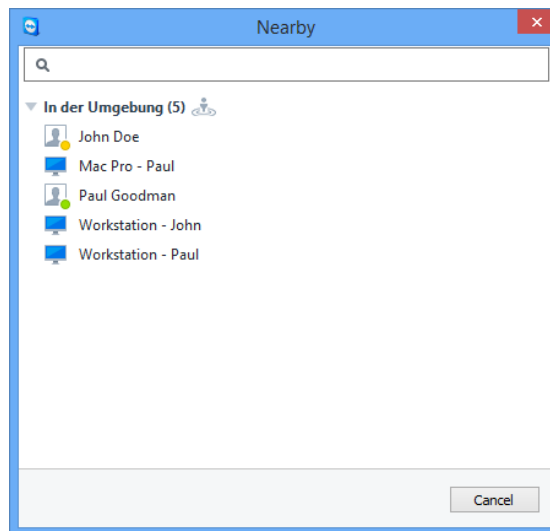 Nearby
In der Umgebung (5)
John Doe
Mac Pro - Paul
Paul Goodman
Workstation - John
Workstation - Paul
Cancel